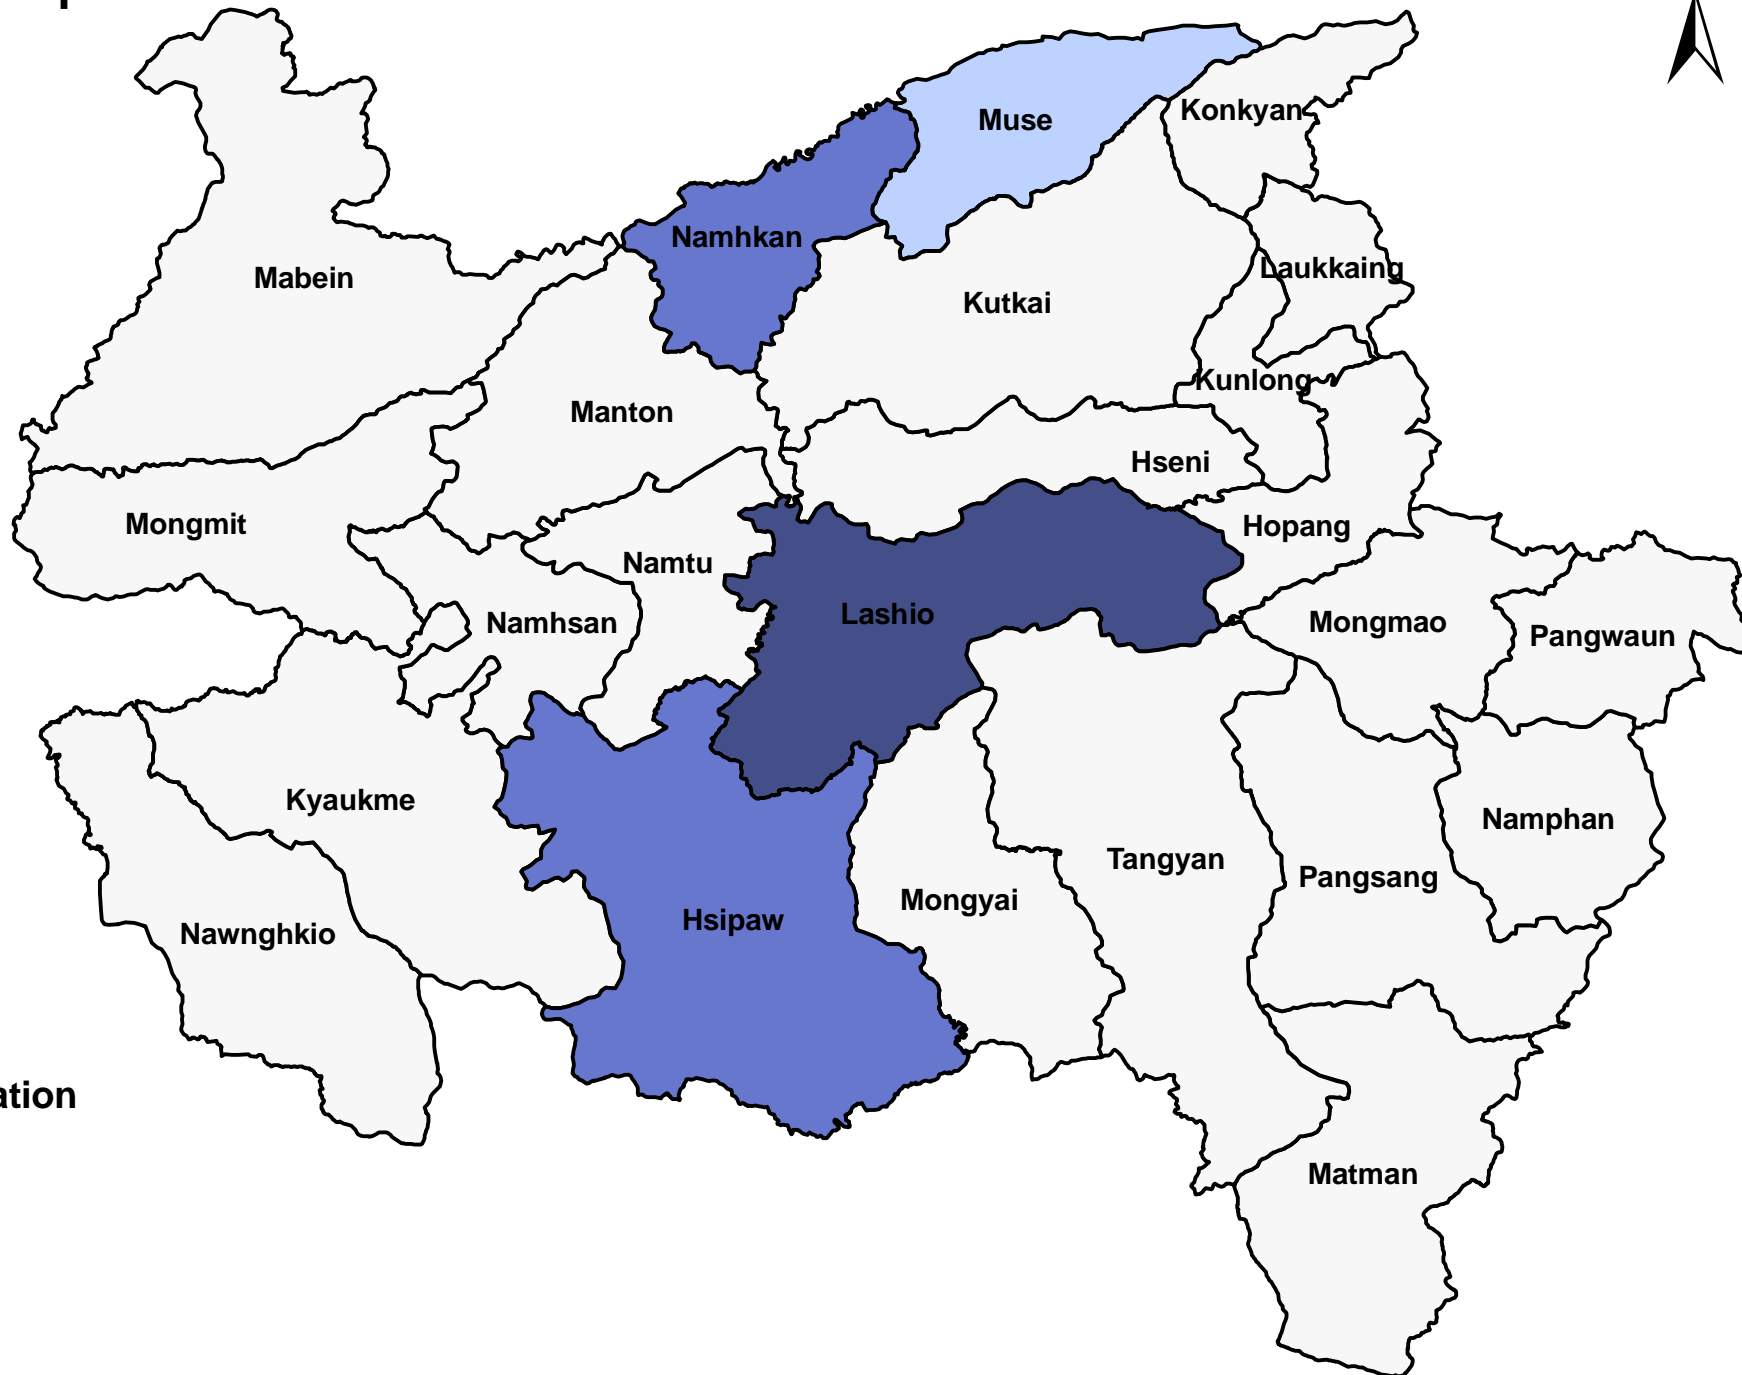 Muse
Konkyan
Namhkan
Laukkaing
Mabein
Kutkai
Kunlong
Manton
Hseni
Mongmit
Hopang
Namtu
Lashio
Namhsan
Mongmao
Pangwaun
Kyaukme
Namphan
Tangyan
Pangsang
Mongyai
Hsipaw
Nawnghkio
ation
Matman